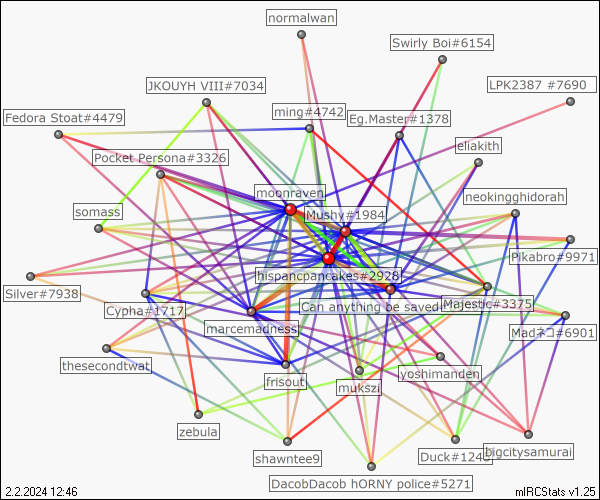 normalwan
Swirly Boi#6154
JKOUYH VIII#7034
LPK2387 #7690
Fedora Stoat#4479
ming#4742
Eg.Master#1378
eliakith
Pocket Persona#3326
moonraven
neokingghidorah
somass
Mushy#1984
Pikabro#9971
hispancpancakes#2928
Silver#7938
Cypha#1717
Can anything be saved
Majestic#3375
marcemadness
Madネコ#6901
thesecondtwat
frisout
mukszi
yoshimanden
zebula
shawntee9
Duck#124
bigcitysamurai
DacobDacob hORNY police#5271
2.2.2024 12:46
mIRCStats v1.25